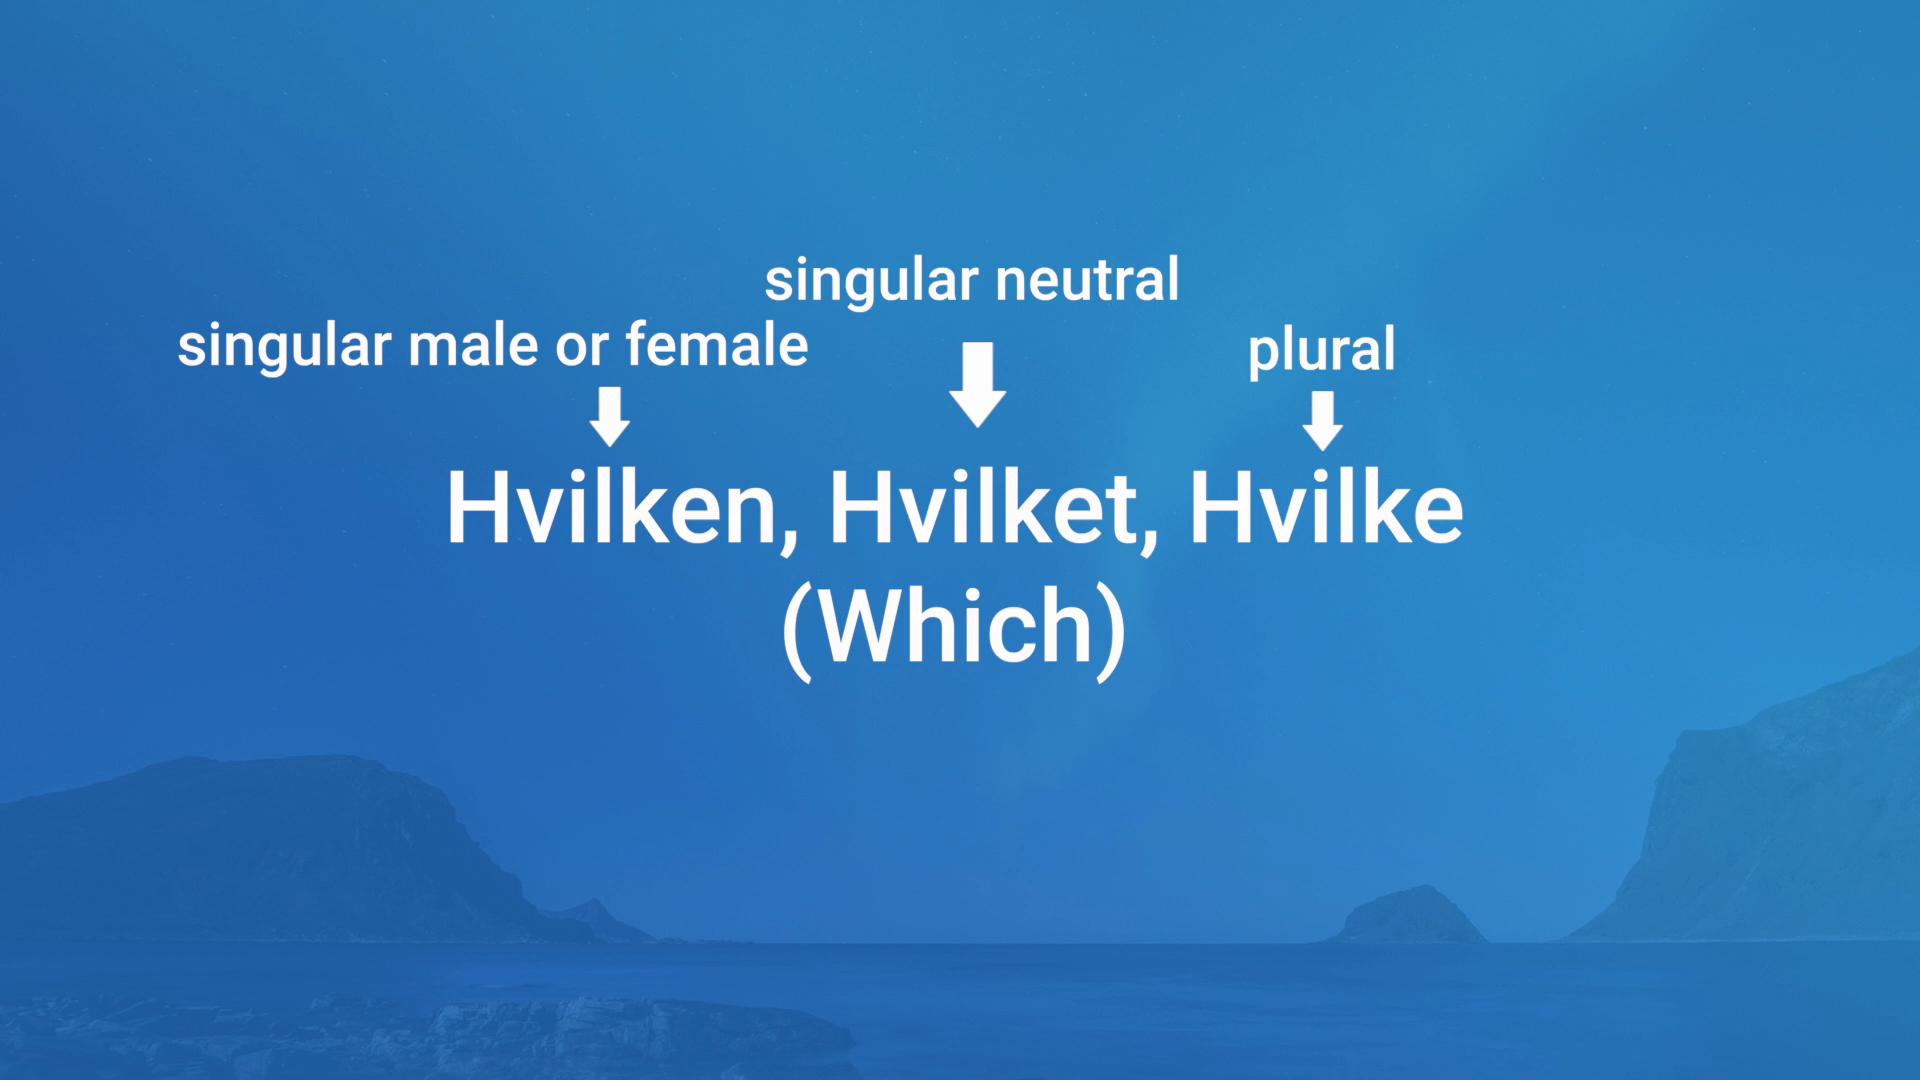 singular neutral
singular male or female
plural
Hvilken, Hvilket, Hvilke
(Which)